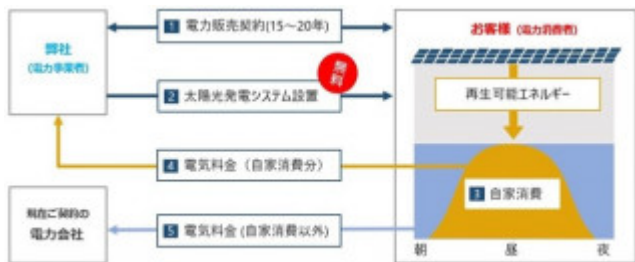 弊社
(電力事業者)
1 電力販売契約(15～20年)
2 太陽光発電システム設置
無料
4 電気料金（自家消費分）
現在ご契約の
電力会社
5 電気料金 (自家消費以外)
お客様 (電力消費者)
再生可能エネルギー
3 自家消費
朝 昼 夜